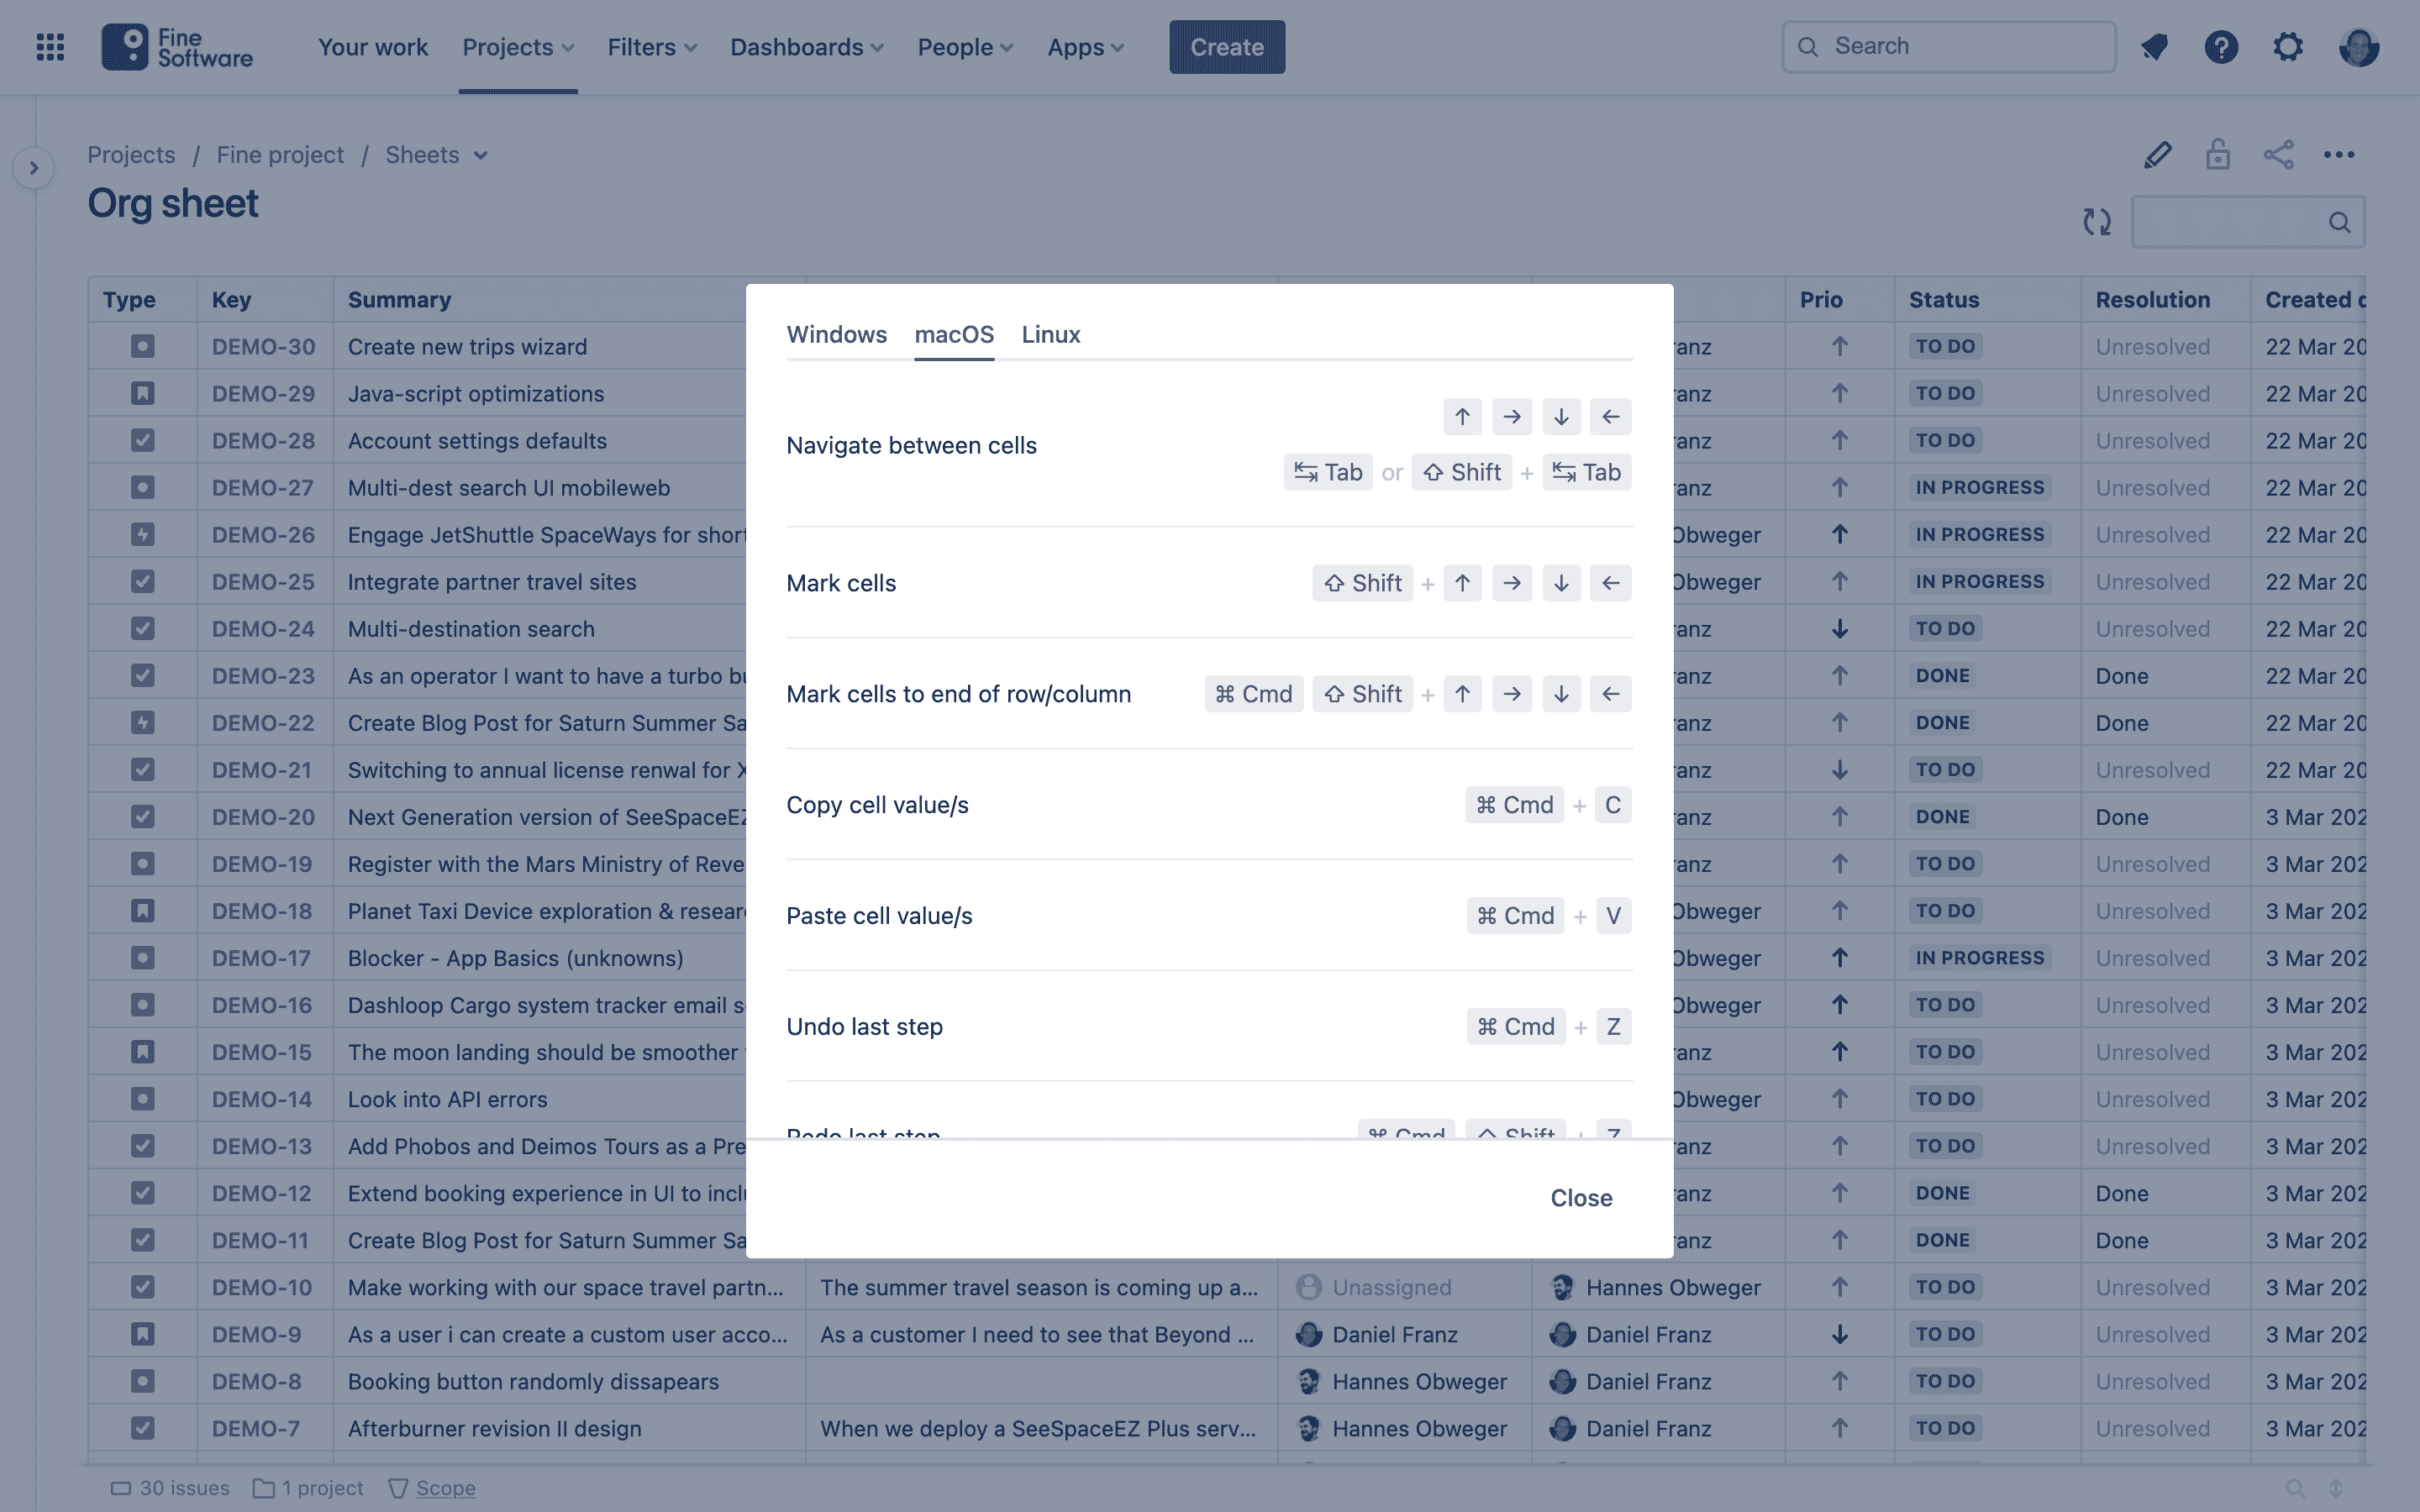 Fine Software
Your work Projects Filters Dashboards People Apps Create Search
Projects / Fine project / Sheets
Org sheet
Type Key Summary Prio Status Resolution Created
Windows macOS Linux
DEMO-30 Create new trips wizard TO DO Unresolved 22 Mar 20
DEMO-29 Java-script optimizations TO DO Unresolved 22 Mar 20
DEMO-28 Account settings defaults TO DO Unresolved 22 Mar 20
Navigate between cells
Tab or Shift + Tab
DEMO-27 Multi-dest search UI mobileweb IN PROGRESS Unresolved 22 Mar 20
DEMO-26 Engage JetShuttle SpaceWays for short Obweger IN PROGRESS Unresolved 22 Mar 20
DEMO-25 Integrate partner travel sites Obweger IN PROGRESS Unresolved 22 Mar 20
Mark cells Shift +
DEMO-24 Multi-destination search TO DO Unresolved 22 Mar 20
DEMO-23 As an operator I want to have a turbo DONE Done 22 Mar 20
Mark cells to end of row/column ⌘ Cmd Shift +
DEMO-22 Create Blog Post for Saturn Summer Sa DONE Done 22 Mar 20
DEMO-21 Switching to annual license renwal for TO DO Unresolved 22 Mar 20
Copy cell value/s ⌘ Cmd + C
DEMO-20 Next Generation version of SeeSpaceEZ DONE Done 3 Mar 202
DEMO-19 Register with the Mars Ministry of Reve TO DO Unresolved 3 Mar 202
DEMO-18 Planet Taxi Device exploration & resear Obweger TO DO Unresolved 3 Mar 202
Paste cell value/s ⌘ Cmd + V
DEMO-17 Blocker - App Basics (unknowns) Obweger IN PROGRESS Unresolved 3 Mar 202
DEMO-16 Dashloop Cargo system tracker email s Obweger TO DO Unresolved 3 Mar 202
Undo last step ⌘ Cmd + Z
DEMO-15 The moon landing should be smoother TO DO Unresolved 3 Mar 202
DEMO-14 Look into API errors Obweger TO DO Unresolved 3 Mar 202
Redo last step ⌘ Cmd Shift + Z
DEMO-13 Add Phobos and Deimos Tours as a Pre TO DO Unresolved 3 Mar 202
DEMO-12 Extend booking experience in UI to incl DONE Done 3 Mar 202
Close
DEMO-11 Create Blog Post for Saturn Summer Sa DONE Done 3 Mar 202
DEMO-10 Make working with our space travel partn... The summer travel season is coming up a... Unassigned Hannes Obweger TO DO Unresolved 3 Mar 202
DEMO-9 As a user i can create a custom user acco... As a customer I need to see that Beyond ... Daniel Franz Daniel Franz TO DO Unresolved 3 Mar 202
DEMO-8 Booking button randomly dissapears Hannes Obweger Daniel Franz TO DO Unresolved 3 Mar 202
DEMO-7 Afterburner revision II design When we deploy a SeeSpaceEZ Plus serv... Hannes Obweger Daniel Franz TO DO Unresolved 3 Mar 202
30 issues 1 project Scope